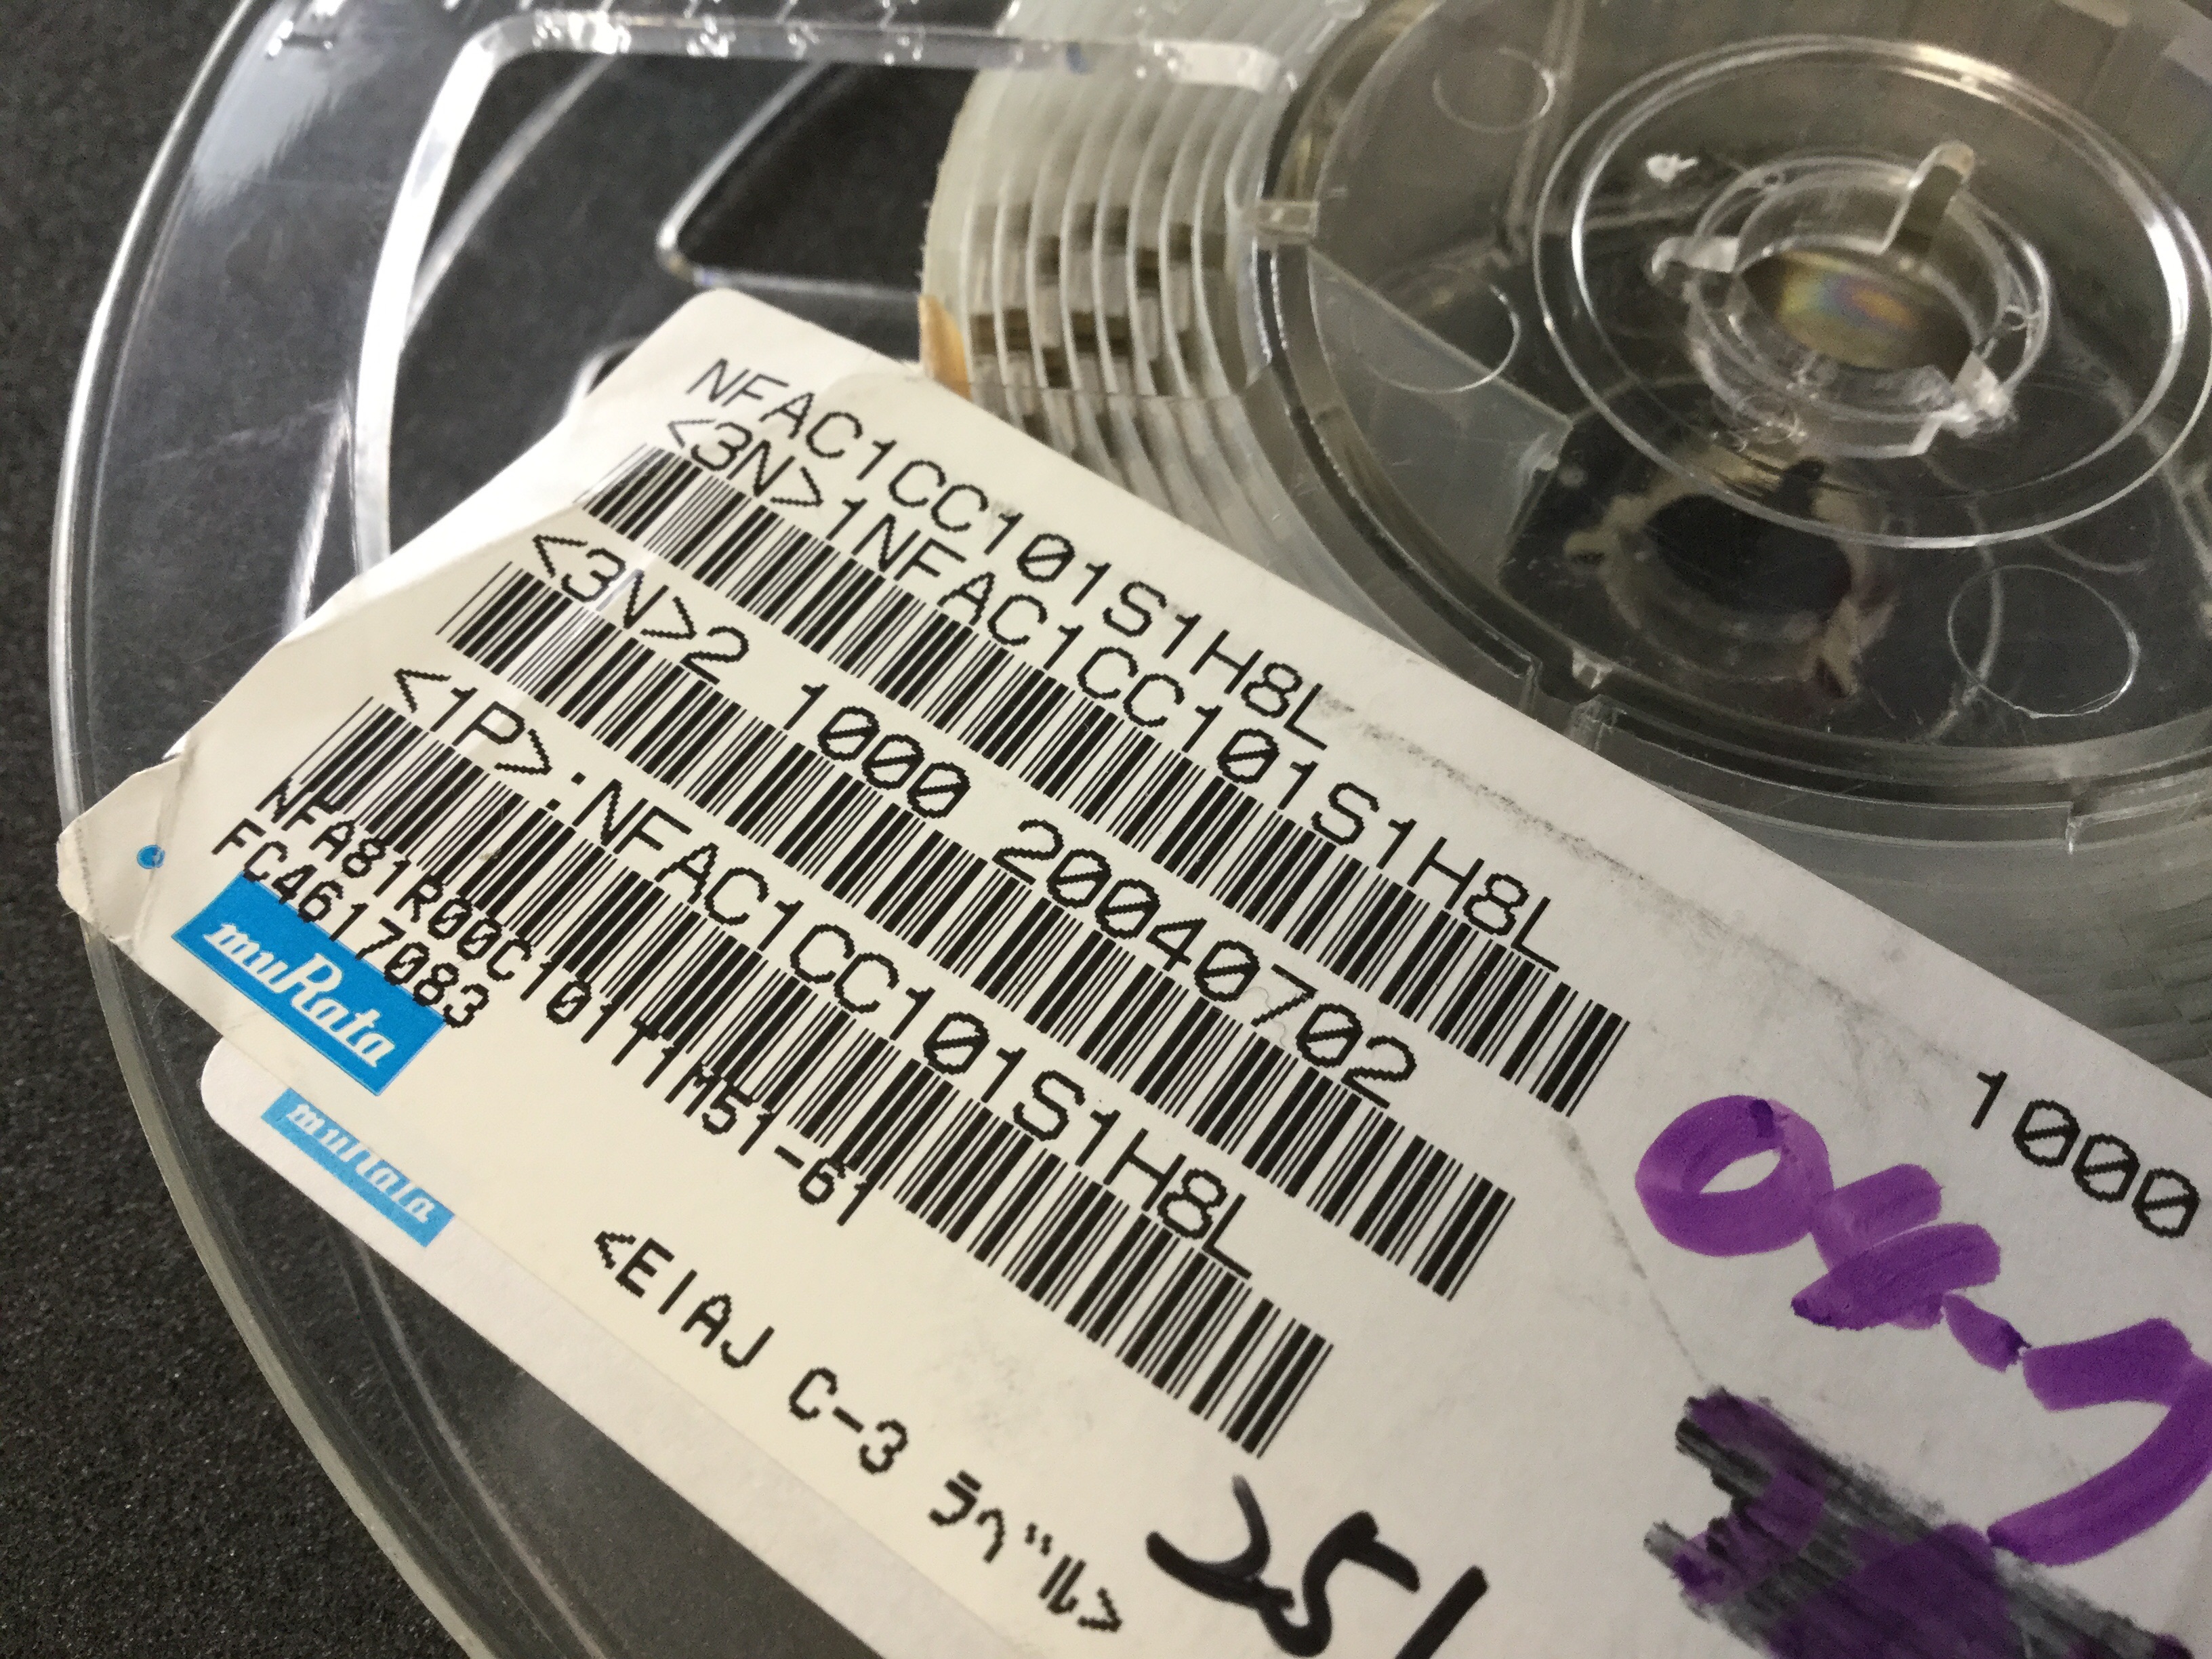 NFAC1CC101S1H8L
<3N>1NFAC1CC101S1H8L
<3N>2 1000 20040702
<1P>:NFAC1CC101S1H8L
NFA81R00C101T1M51-61
FC4617083
1000
muRata
muRata
<EIAJ C-3 ラベル>
251